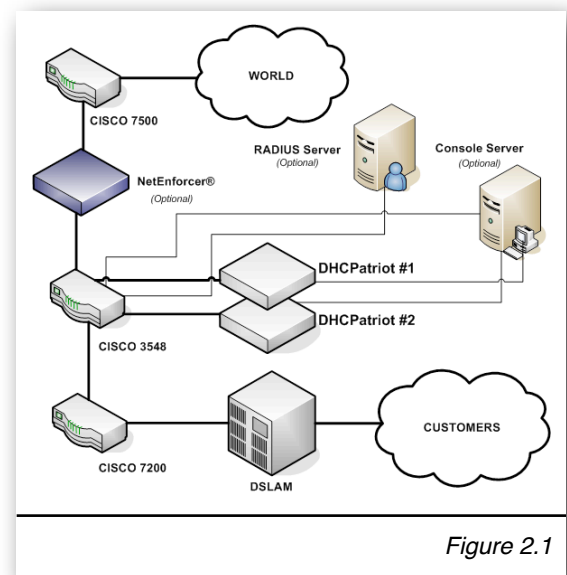 WORLD
CISCO 7500
RADIUS Server
(Optional)
Console Server
(Optional)
NetEnforcer®
(Optional)
DHCPatriot #1
DHCPatriot #2
CISCO 3548
CUSTOMERS
CISCO 7200
DSLAM
Figure 2.1